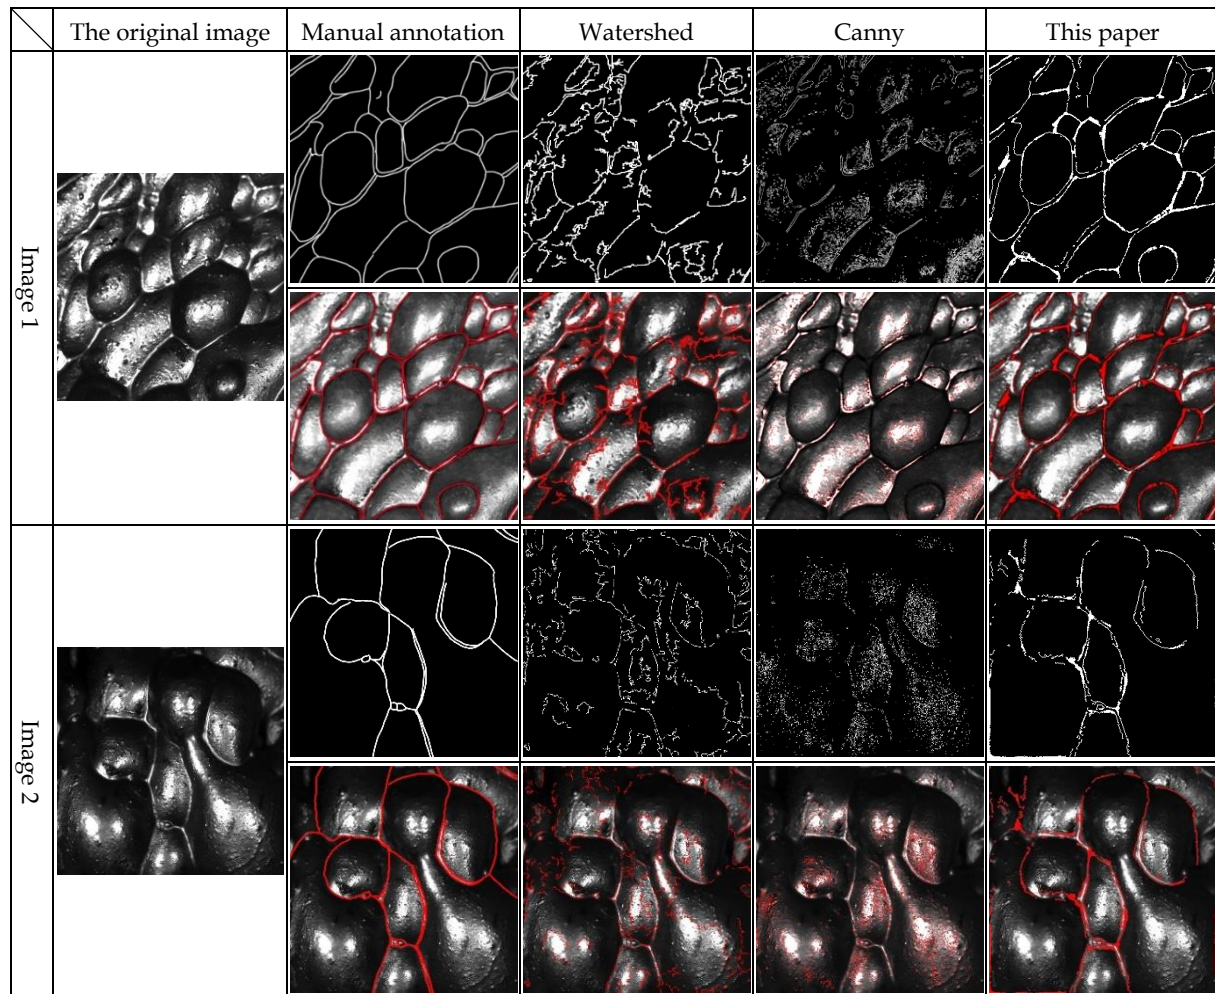 The original image
Manual annotation
Watershed
Canny
This paper
Image 1
Image 2